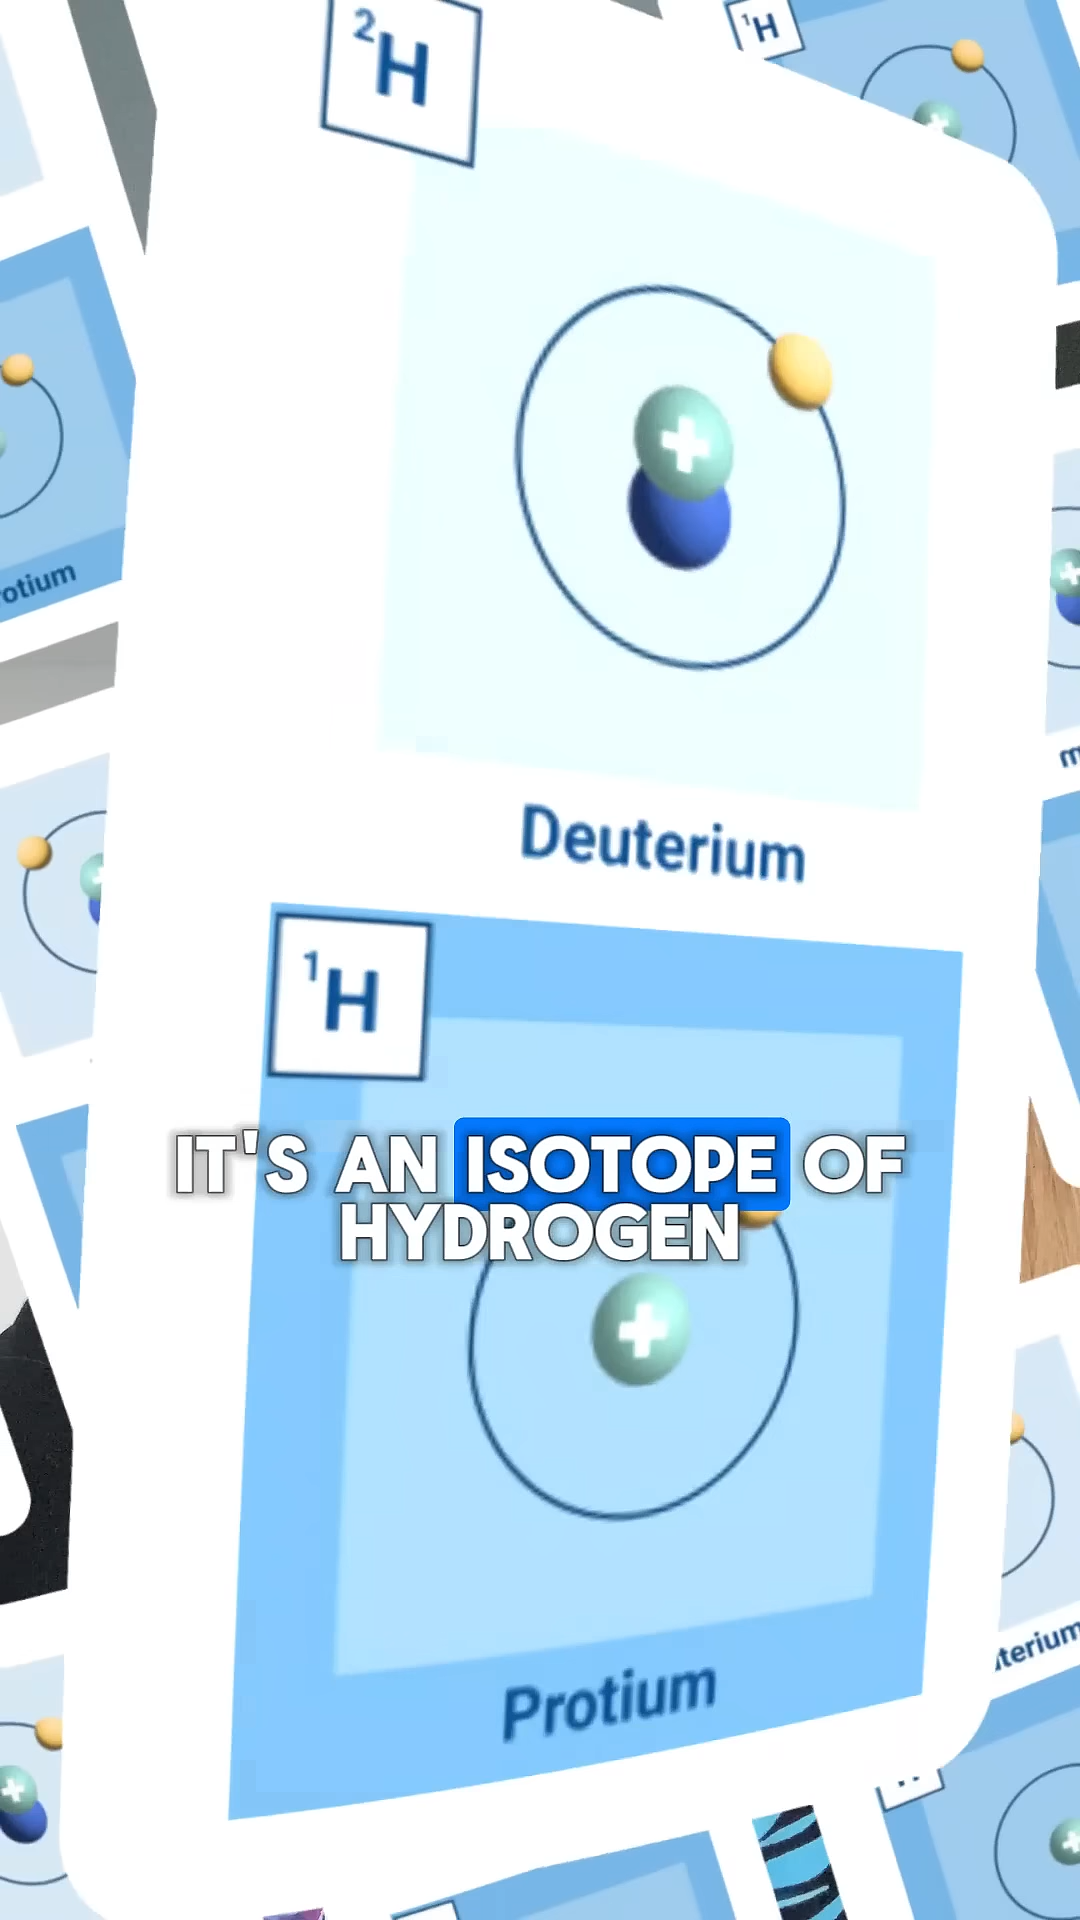 ²H
¹H
Deuterium
¹H
IT'S AN ISOTOPE OF
HYDROGEN
Protium